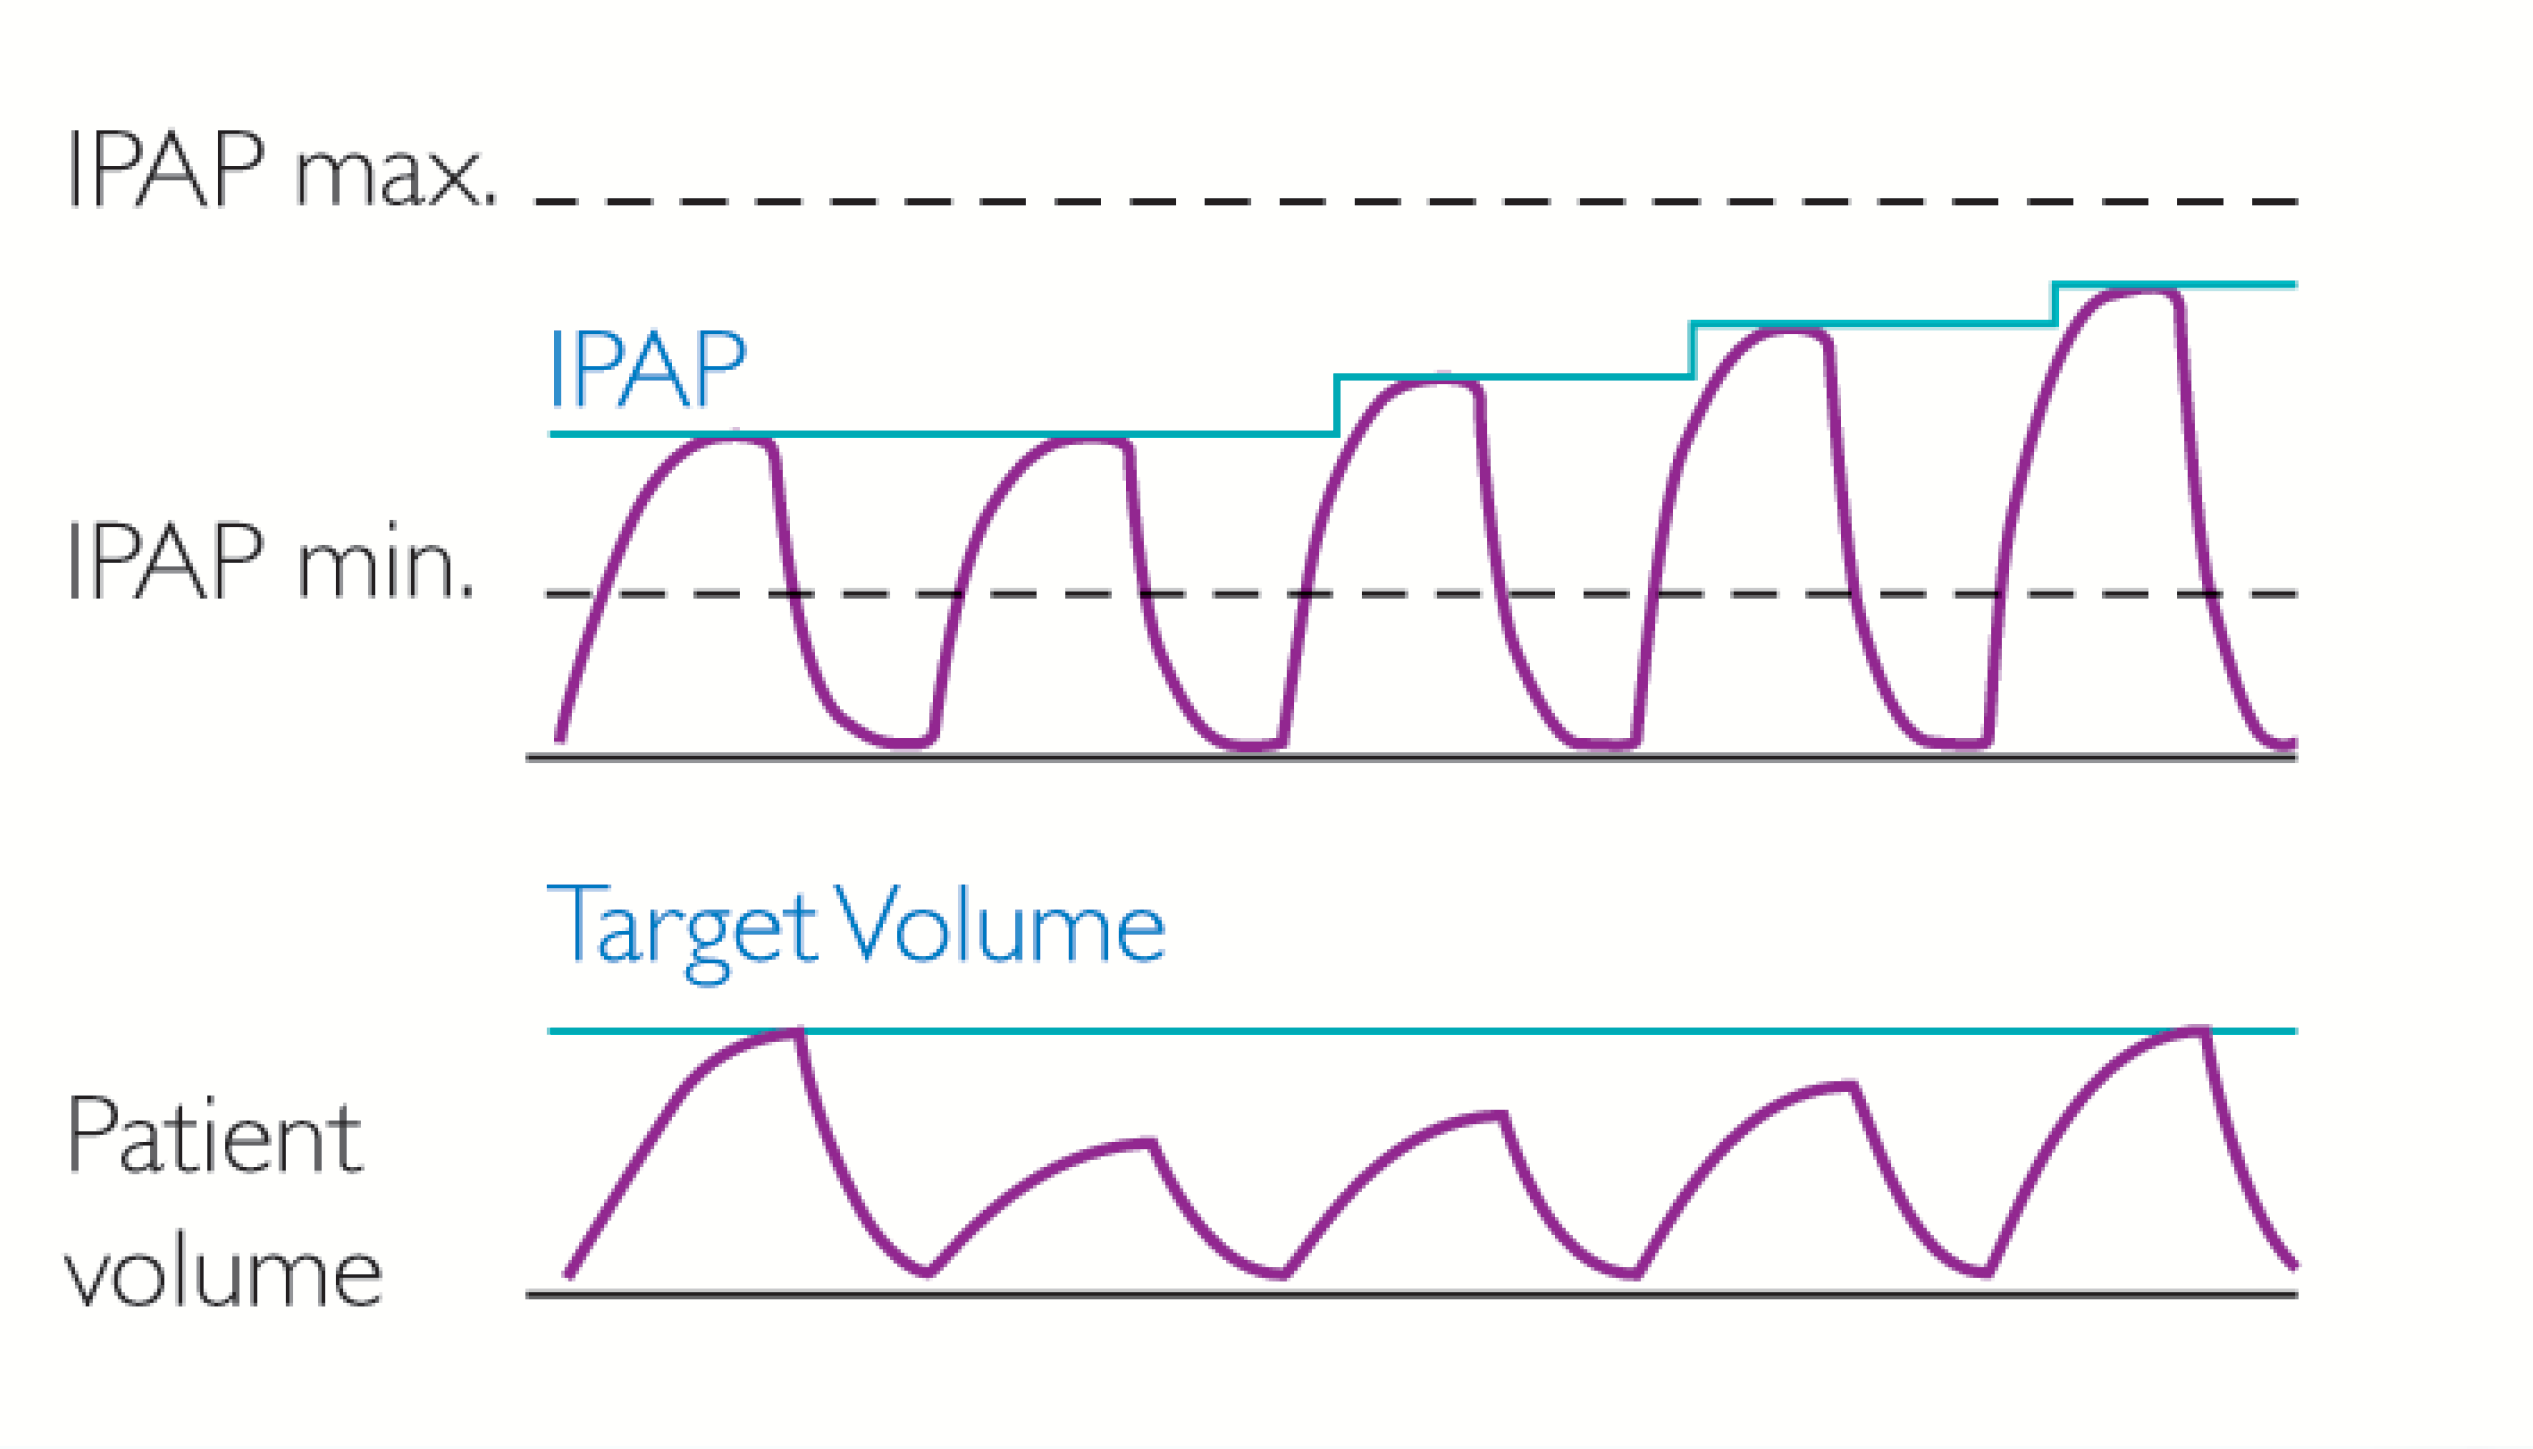 IPAP max.
IPAP
IPAP min.
Target Volume
Patient
volume